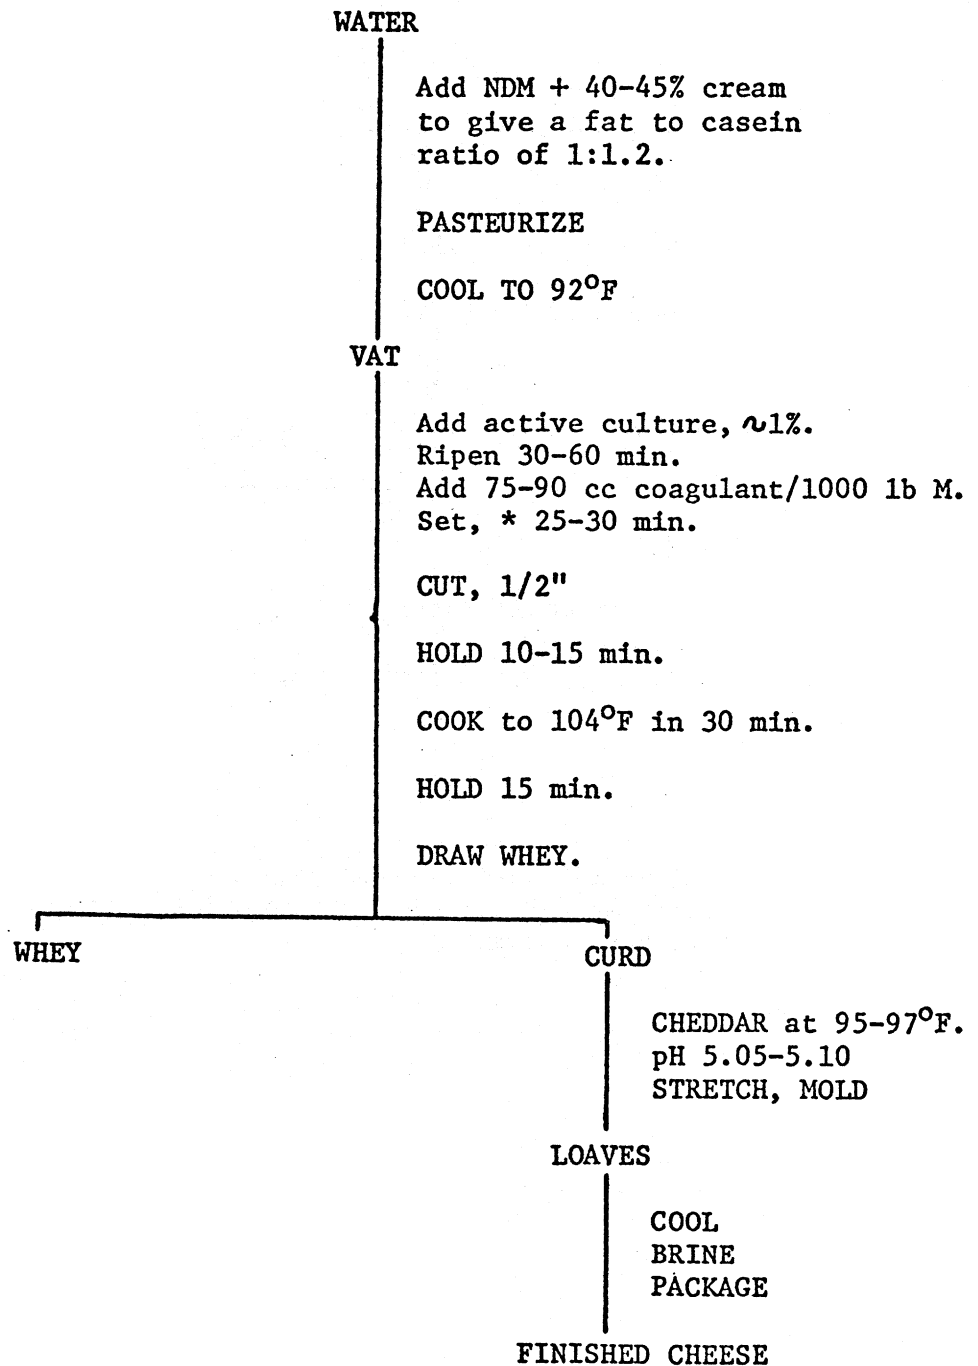 WATER
Add NDM + 40-45% cream
to give a fat to casein
ratio of 1:1.2.
PASTEURIZE
COOL TO 92°F
VAT
Add active culture, ~1%.
Ripen 30-60 min.
Add 75-90 cc coagulant/1000 lb M.
Set, * 25-30 min.
CUT, 1/2"
HOLD 10-15 min.
COOK to 104°F in 30 min.
HOLD 15 min.
DRAW WHEY.
WHEY
CURD
CHEDDAR at 95-97°F.
pH 5.05-5.10
STRETCH, MOLD
LOAVES
COOL
BRINE
PACKAGE
FINISHED CHEESE